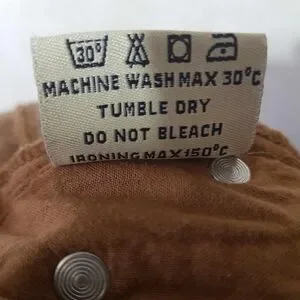 30°
MACHINE WASH MAX 30°C
TUMBLE DRY
DO NOT BLEACH
IRONING MAX 150°C